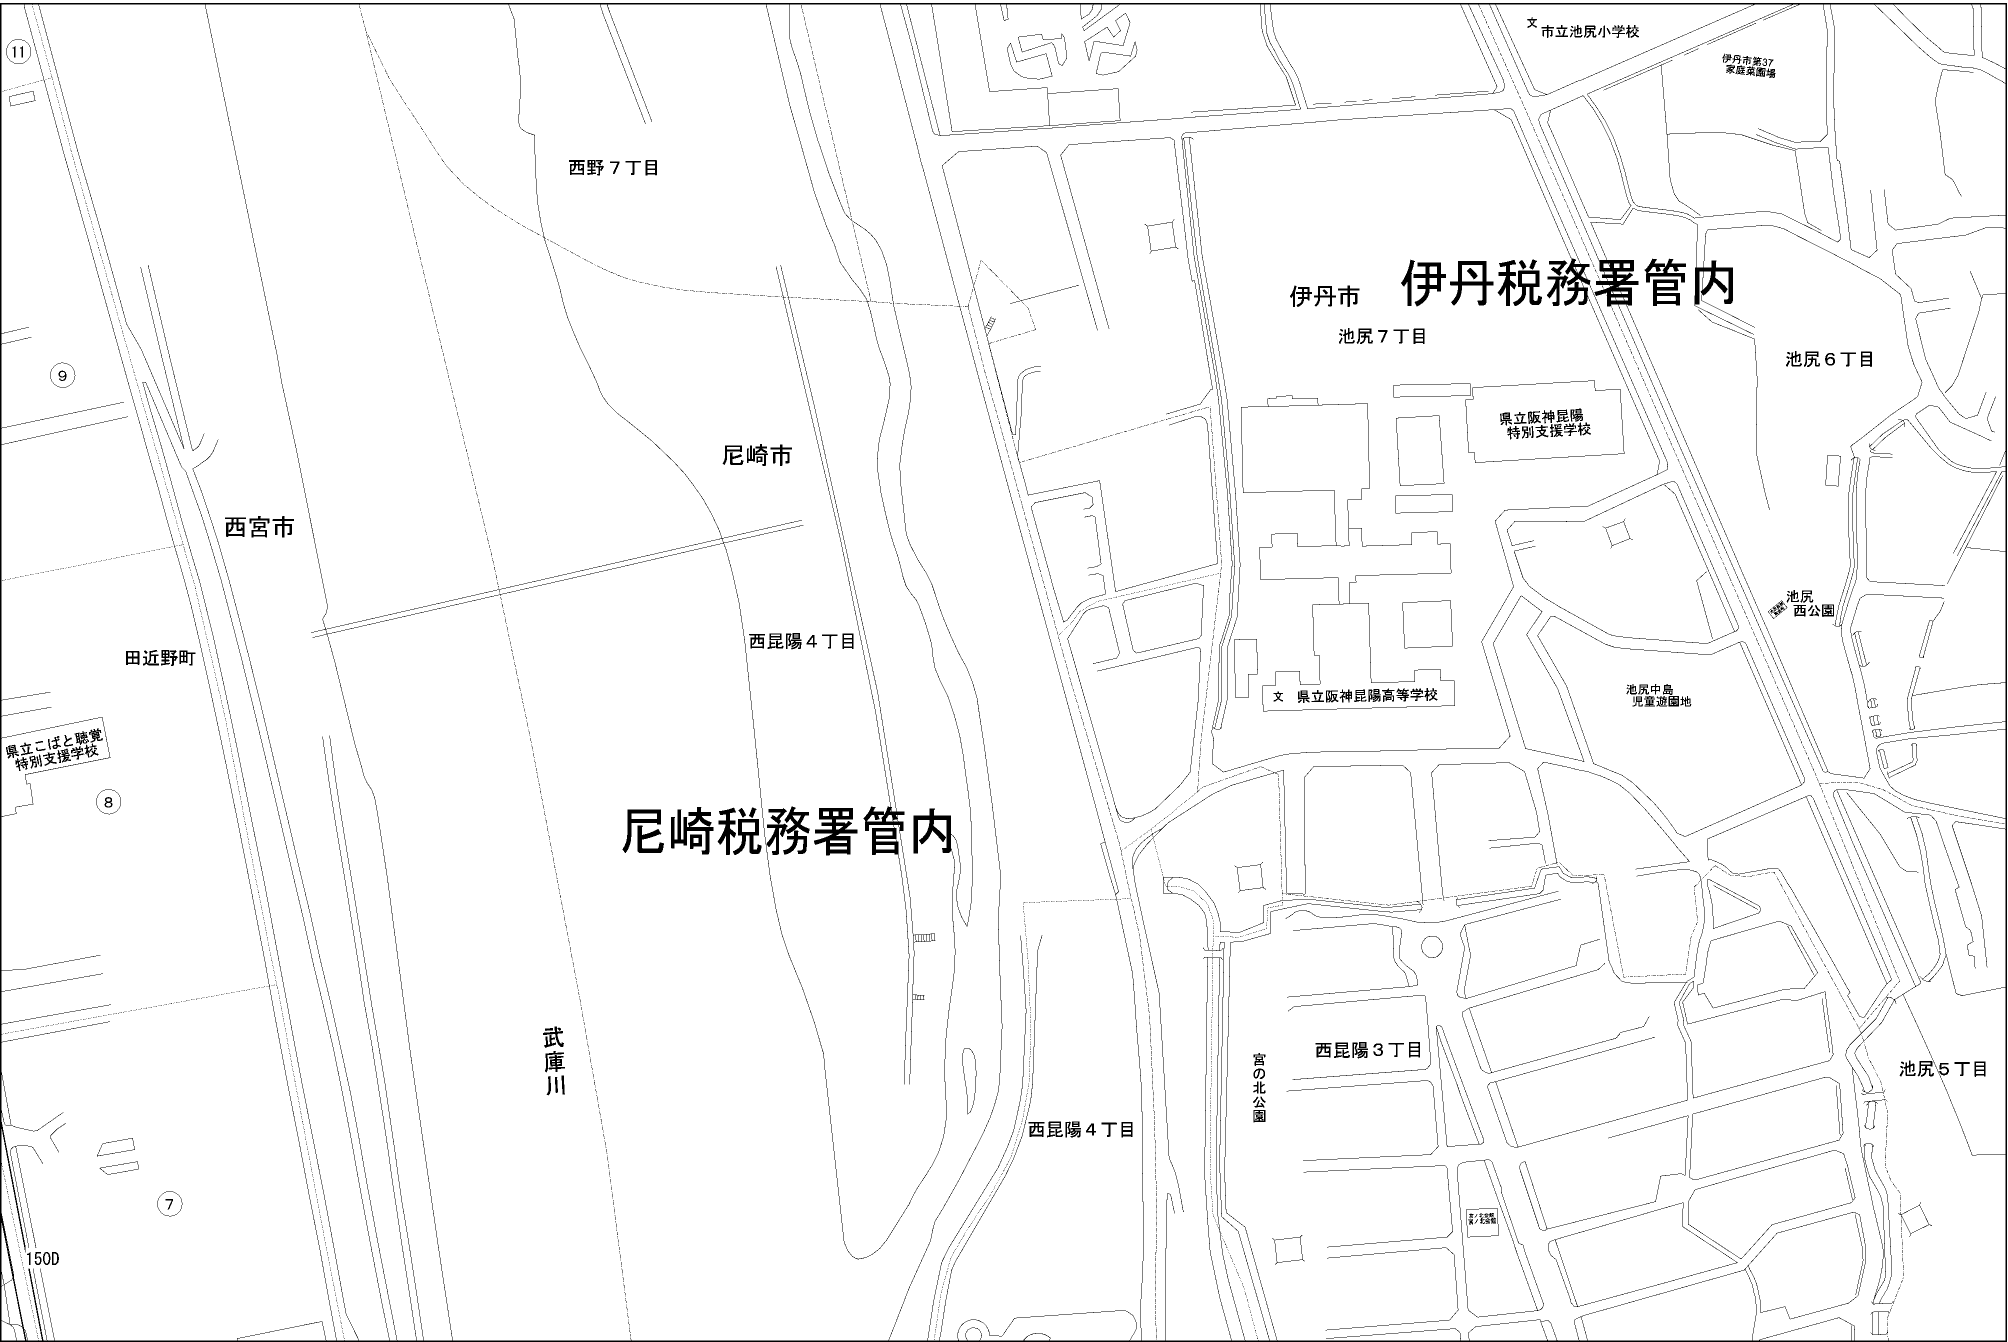 11
文
市立池尻小学校
伊丹市第37
家庭菜園場
西野7丁目
伊丹税務署管内
伊丹市
池尻7丁目
池尻6丁目
9
県立阪神昆陽
特別支援学校
尼崎市
西宮市
池尻
西公園
西昆陽4丁目
田近野町
池尻中島
児童遊園地
文 県立阪神昆陽高等学校
県立こばと聴覚
特別支援学校
8
尼崎税務署管内
武庫川
西昆陽3丁目
宮の北公園
池尻5丁目
西昆陽4丁目
7
150D